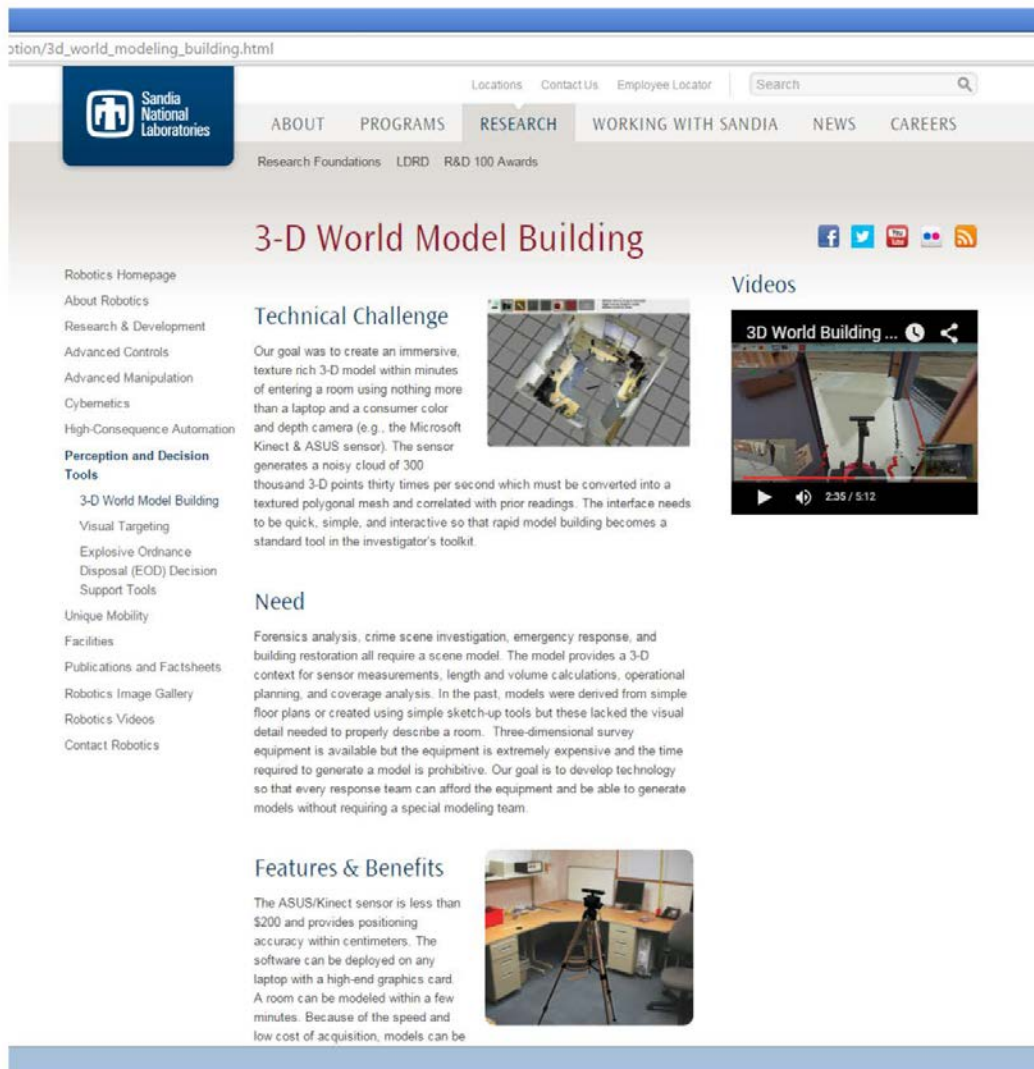 otion/3d_world_modeling_building.html
Locations Contact Us Employee Locator Search
Sandia
National
Laboratories
ABOUT PROGRAMS RESEARCH WORKING WITH SANDIA NEWS CAREERS
Research Foundations LDRD R&D 100 Awards
3-D World Model Building
Robotics Homepage
About Robotics
Research & Development
Advanced Controls
Advanced Manipulation
Cybernetics
High-Consequence Automation
Perception and Decision
Tools
3-D World Model Building
Visual Targeting
Explosive Ordnance
Disposal (EOD) Decision
Support Tools
Unique Mobility
Facilities
Publications and Factsheets
Robotics Image Gallery
Robotics Videos
Contact Robotics
Technical Challenge
Our goal was to create an immersive,
texture rich 3-D model within minutes
of entering a room using nothing more
than a laptop and a consumer color
and depth camera (e.g., the Microsoft
Kinect & ASUS sensor). The sensor
generates a noisy cloud of 300
thousand 3-D points thirty times per second which must be converted into a
textured polygonal mesh and correlated with prior readings. The interface needs
to be quick, simple, and interactive so that rapid model building becomes a
standard tool in the investigator's toolkit.
Need
Forensics analysis, crime scene investigation, emergency response, and
building restoration all require a scene model. The model provides a 3-D
context for sensor measurements, length and volume calculations, operational
planning, and coverage analysis. In the past, models were derived from simple
floor plans or created using simple sketch-up tools but these lacked the visual
detail needed to properly describe a room. Three-dimensional survey
equipment is available but the equipment is extremely expensive and the time
required to generate a model is prohibitive. Our goal is to develop technology
so that every response team can afford the equipment and be able to generate
models without requiring a special modeling team.
Features & Benefits
The ASUS/Kinect sensor is less than
$200 and provides positioning
accuracy within centimeters. The
software can be deployed on any
laptop with a high-end graphics card.
A room can be modeled within a few
minutes. Because of the speed and
low cost of acquisition, models can be
Videos
3D World Building ...
2:35 / 5:12
You
Tube